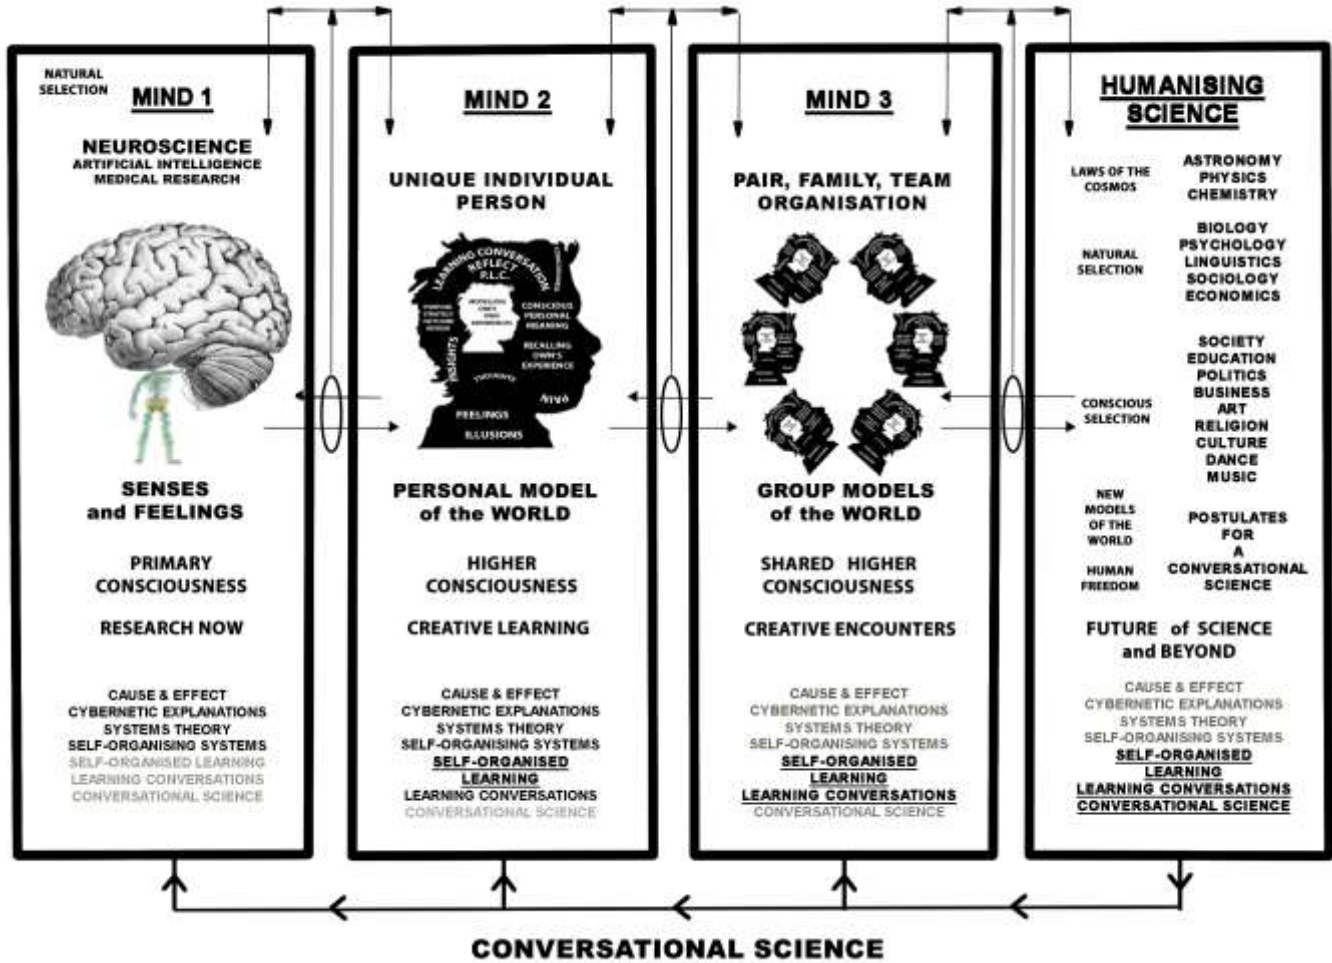 NATURAL
SELECTION
MIND 1
NEUROSCIENCE
ARTIFICIAL INTELLIGENCE
MEDICAL RESEARCH
SENSES
and FEELINGS
PRIMARY
CONSCIOUSNESS
RESEARCH NOW
CAUSE & EFFECT
CYBERNETIC EXPLANATIONS
SYSTEMS THEORY
SELF-ORGANISING SYSTEMS
SELF-ORGANISED LEARNING
LEARNING CONVERSATIONS
CONVERSATIONAL SCIENCE
MIND 2
UNIQUE INDIVIDUAL
PERSON
LEARNING CONVERSATION
REFLECT
P.L.C.
CONSCIOUS
PERSONAL
MEANING
RECALLING
OWN'S
EXPERIENCE
INSIGHTS
THOUGHTS
FEELINGS
ILLUSIONS
PERSONAL MODEL
of the WORLD
HIGHER
CONSCIOUSNESS
CREATIVE LEARNING
CAUSE & EFFECT
CYBERNETIC EXPLANATIONS
SYSTEMS THEORY
SELF-ORGANISING SYSTEMS
SELF-ORGANISED
LEARNING
LEARNING CONVERSATIONS
CONVERSATIONAL SCIENCE
MIND 3
PAIR, FAMILY, TEAM
ORGANISATION
GROUP MODELS
of the WORLD
SHARED HIGHER
CONSCIOUSNESS
CREATIVE ENCOUNTERS
CAUSE & EFFECT
CYBERNETIC EXPLANATIONS
SYSTEMS THEORY
SELF-ORGANISING SYSTEMS
SELF-ORGANISED
LEARNING
LEARNING CONVERSATIONS
CONVERSATIONAL SCIENCE
HUMANISING
SCIENCE
LAWS OF THE
COSMOS
ASTRONOMY
PHYSICS
CHEMISTRY
NATURAL
SELECTION
BIOLOGY
PSYCHOLOGY
LINGUISTICS
SOCIOLOGY
ECONOMICS
CONSCIOUS
SELECTION
SOCIETY
EDUCATION
POLITICS
BUSINESS
ART
RELIGION
CULTURE
DANCE
MUSIC
NEW
MODELS
OF THE
WORLD
HUMAN
FREEDOM
POSTULATES
FOR
A
CONVERSATIONAL
SCIENCE
FUTURE of SCIENCE
and BEYOND
CAUSE & EFFECT
CYBERNETIC EXPLANATIONS
SYSTEMS THEORY
SELF-ORGANISING SYSTEMS
SELF-ORGANISED
LEARNING
LEARNING CONVERSATIONS
CONVERSATIONAL SCIENCE
CONVERSATIONAL SCIENCE